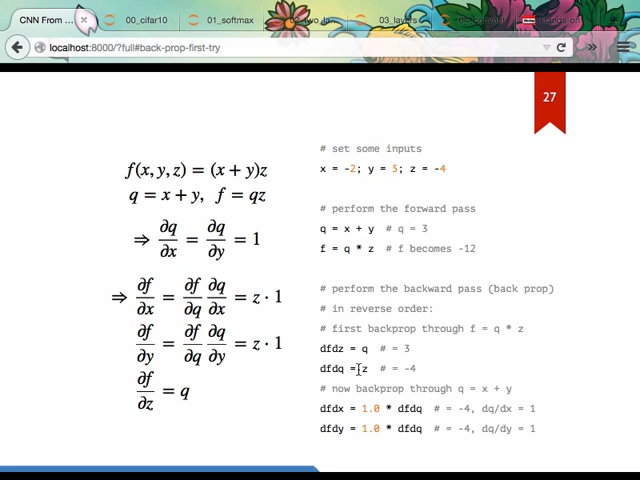 CNN From ...
00_cifar10
01_softmax
03_layers
localhost:8000/?full#back-prop-first-try
27
f(x, y, z) = (x + y)z
q = x + y, f = qz
⇒ ∂q/∂x = ∂q/∂y = 1
⇒ ∂f/∂x = ∂f/∂q ∂q/∂x = z · 1
∂f/∂y = ∂f/∂q ∂q/∂y = z · 1
∂f/∂z = q
# set some inputs
x = -2; y = 5; z = -4
# perform the forward pass
q = x + y # q = 3
f = q * z # f becomes -12
# perform the backward pass (back prop)
# in reverse order:
# first backprop through f = q * z
dfdz = q # = 3
dfdq = z # = -4
# now backprop through q = x + y
dfdx = 1.0 * dfdq # = -4, dq/dx = 1
dfdy = 1.0 * dfdq # = -4, dq/dy = 1